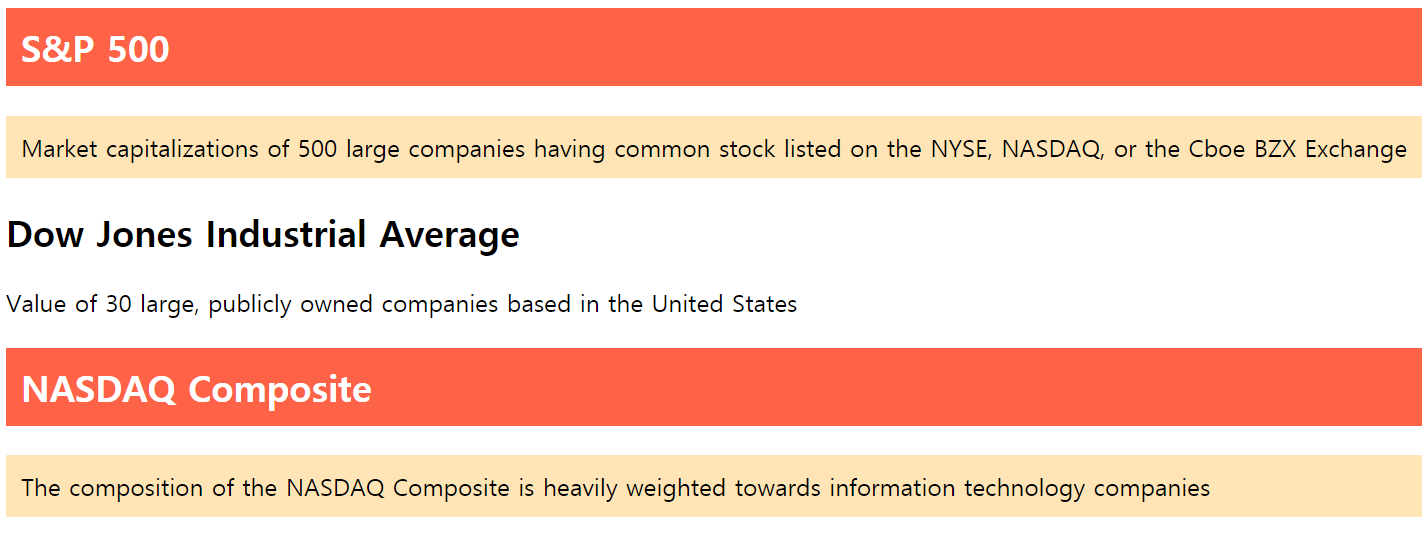 S&P 500
Market capitalizations of 500 large companies having common stock listed on the NYSE, NASDAQ, or the Cboe BZX Exchange
Dow Jones Industrial Average
Value of 30 large, publicly owned companies based in the United States
NASDAQ Composite
The composition of the NASDAQ Composite is heavily weighted towards information technology companies